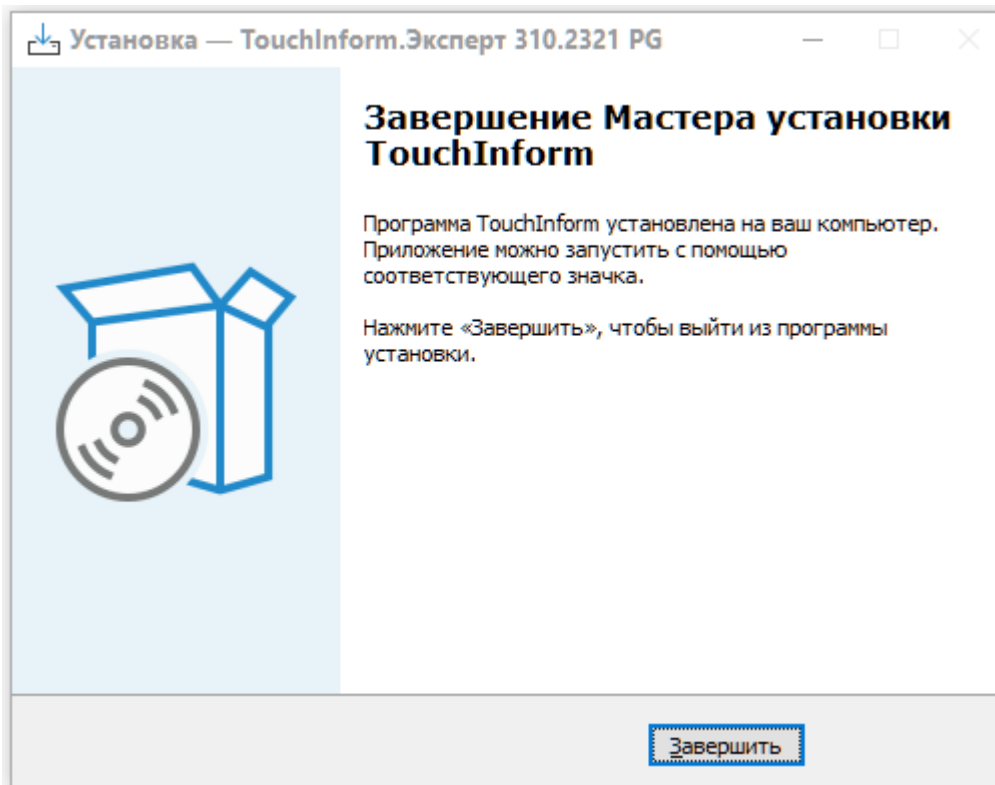 Установка — TouchInform.Эксперт 310.2321 PG
Завершение Мастера установки
TouchInform
Программа TouchInform установлена на ваш компьютер.
Приложение можно запустить с помощью
соответствующего значка.
Нажмите «Завершить», чтобы выйти из программы
установки.
Завершить